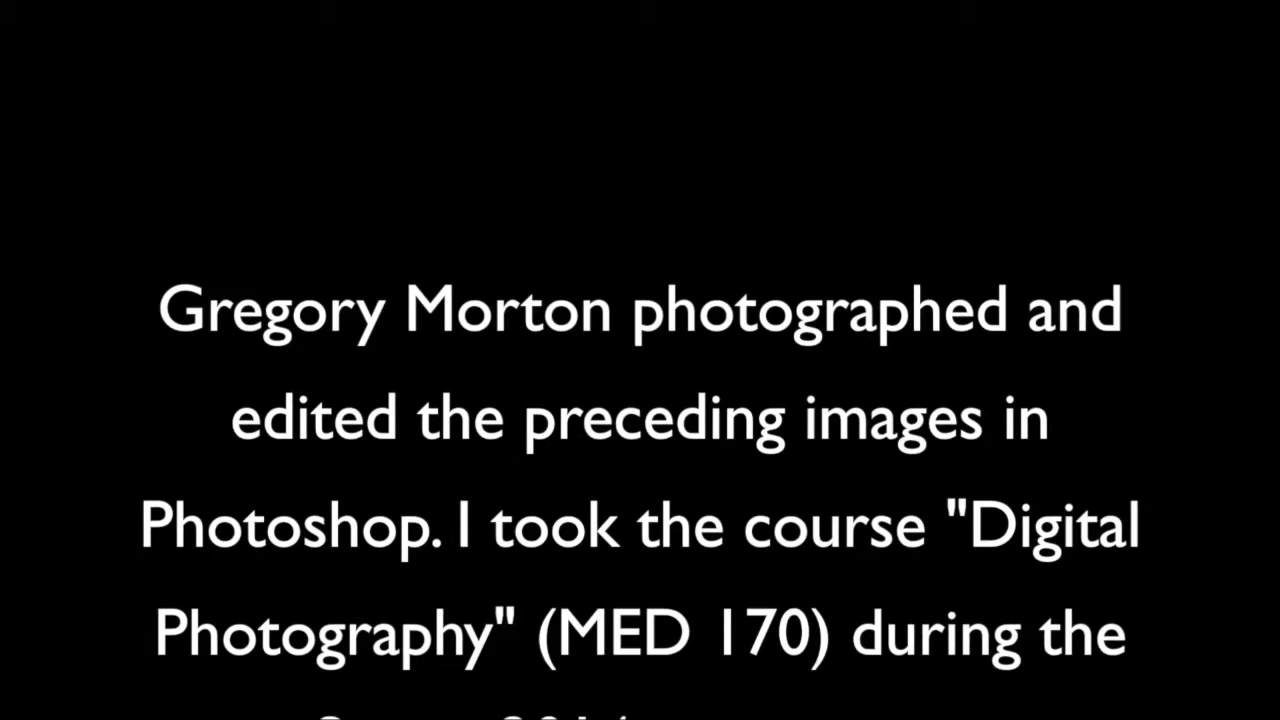 Gregory Morton photographed and
edited the preceding images in
Photoshop. I took the course "Digital
Photography" (MED 170) during the